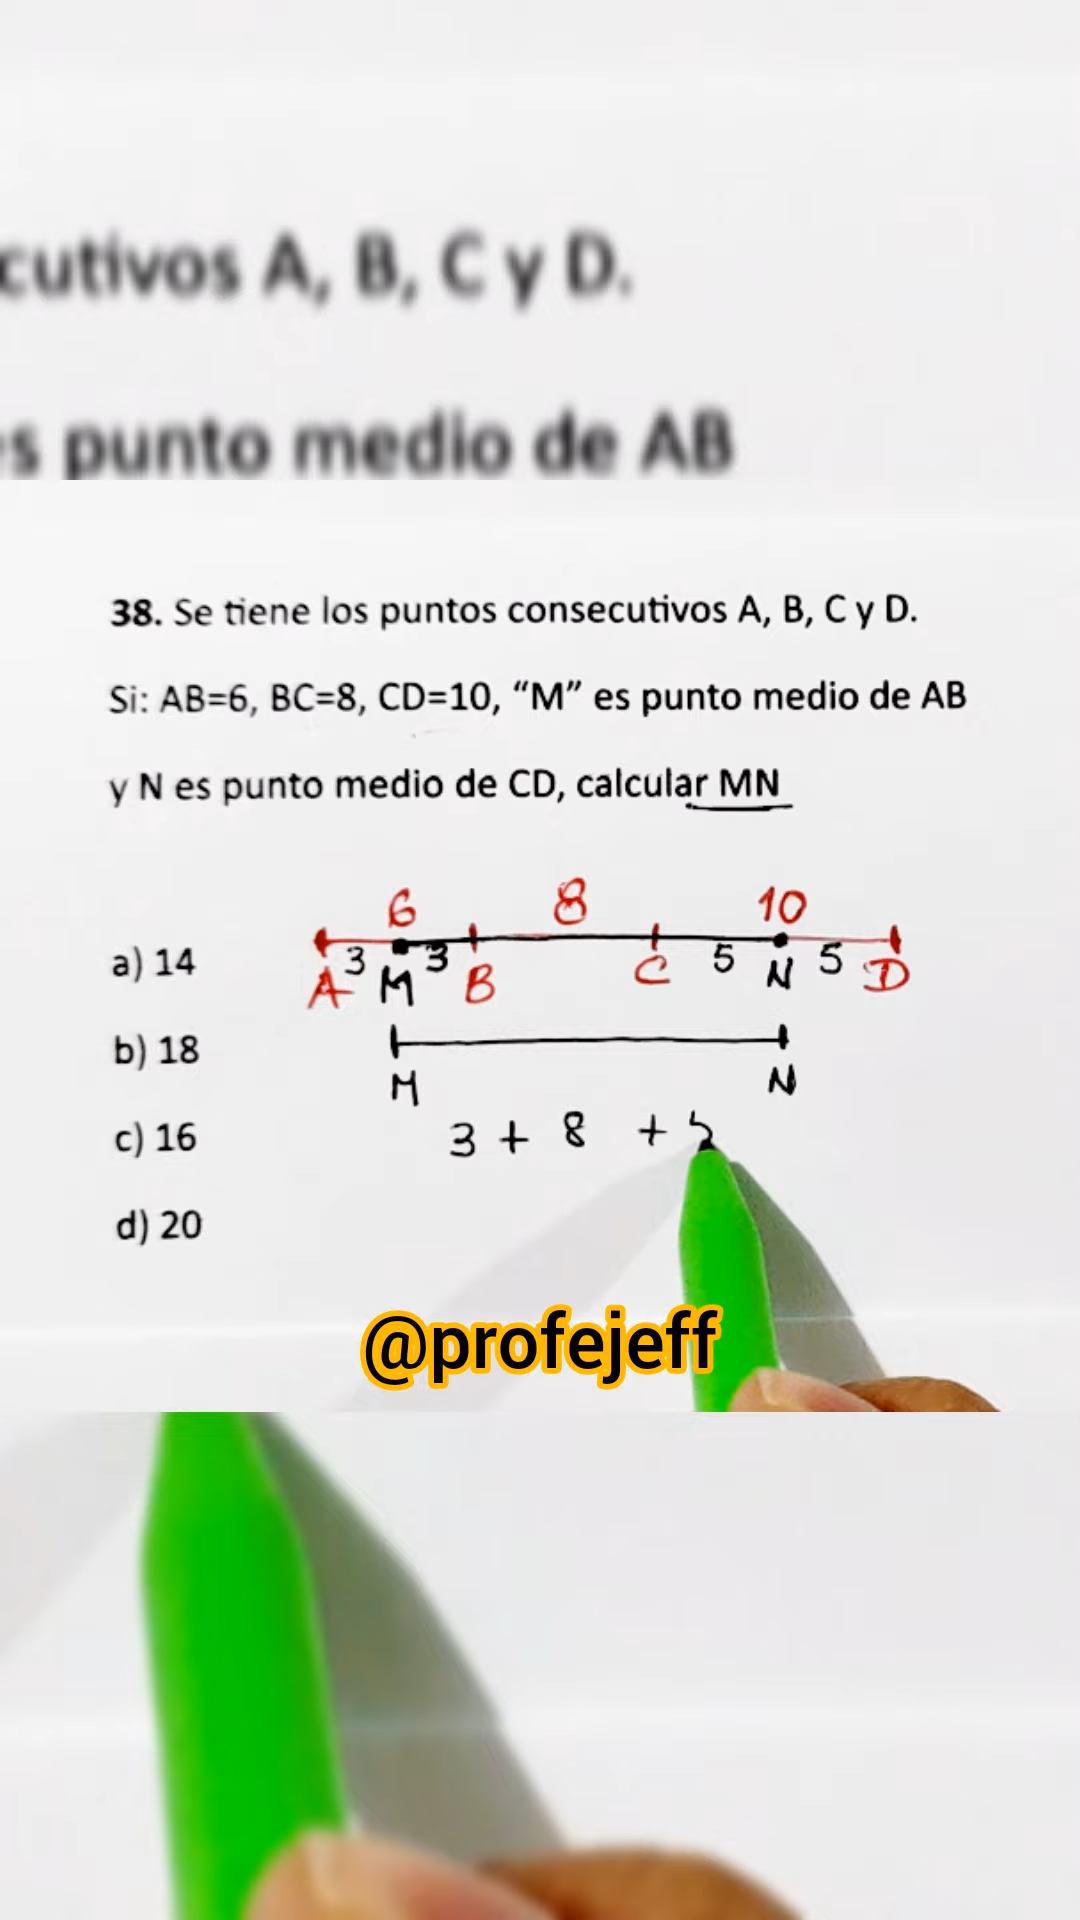 cutivos A, B, C y D.
s punto medio de AB
38. Se tiene los puntos consecutivos A, B, C y D.
Si: AB=6, BC=8, CD=10, “M” es punto medio de AB
y N es punto medio de CD, calcular MN
6 8 10
a) 14
3 3 5 5
A M B C N D
b) 18
M N
c) 16
3 + 8 + 5
d) 20
@profejeff